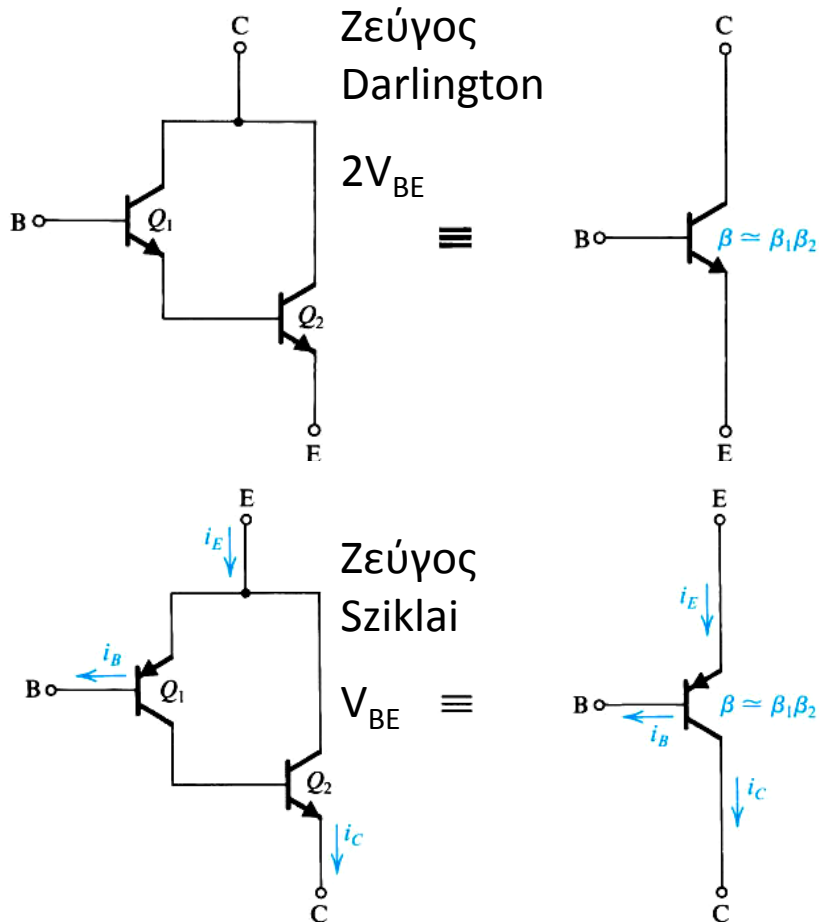 C
Ζεύγος
Darlington
C
2V_BE
B
Q₁
≡
B
β ≃ β₁β₂
Q₂
E
E
E
i_E
Ζεύγος
Sziklai
E
i_E
i_B
B
Q₁
V_BE
≡
B
i_B
β ≃ β₁β₂
Q₂
i_C
i_C
C
C